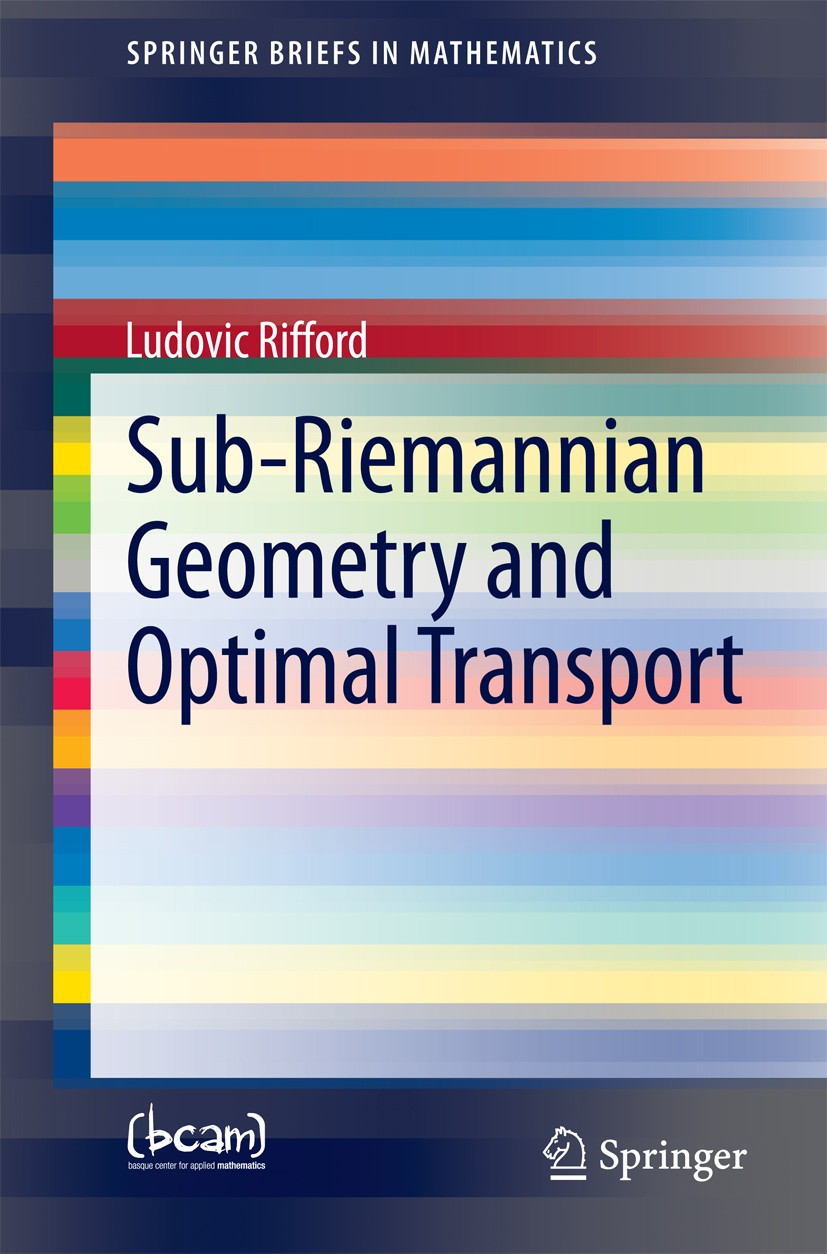 SPRINGER BRIEFS IN MATHEMATICS
Ludovic Rifford
Sub-Riemannian
Geometry and
Optimal Transport
(bcam)
basque center for applied mathematics
Springer